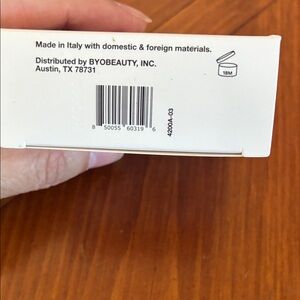 Made in Italy with domestic & foreign materials.
Distributed by BYOBEAUTY, INC.
Austin, TX 78731
18M
8 50055 60319 6
4200A-03